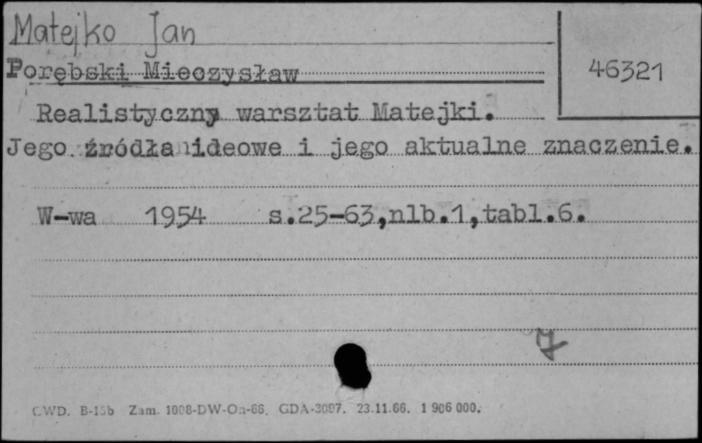 Matejko Jan
Porębski Mieczysław
46321
Realistyczny warsztat Matejki.
Jego źródła ideowe i jego aktualne znaczenie.
W-wa 1954 s.25-63,nlb.1,tabl.6.
CWD. B-15b Zam. 1008-DW-Oa-66. GDA-3097. 23.11.66. 1 906 000.